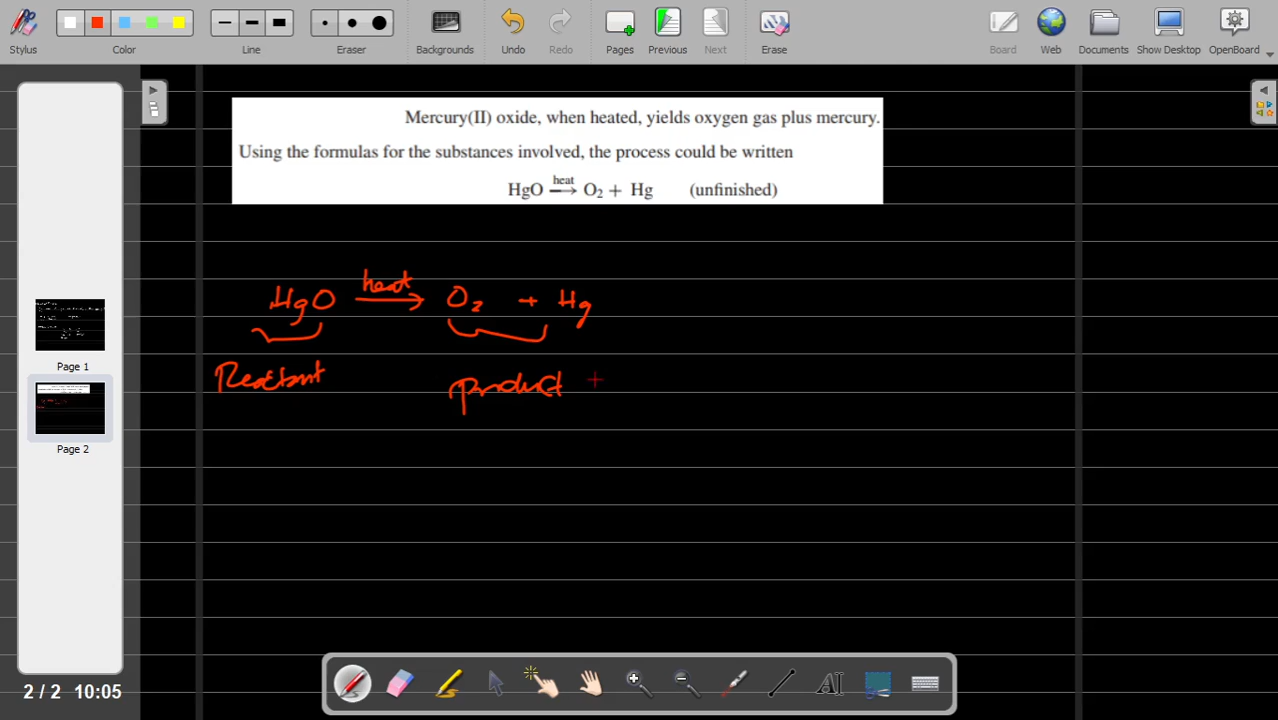 Stylus Color Line Eraser Backgrounds Undo Redo Pages Previous Next Erase Board Web Documents Show Desktop OpenBoard
Mercury(II) oxide, when heated, yields oxygen gas plus mercury.
Using the formulas for the substances involved, the process could be written
HgO heat → O₂ + Hg (unfinished)
HgO heat → O₂ + Hg
Reactant product
Page 1
Page 2
2 / 2 10:05
AI